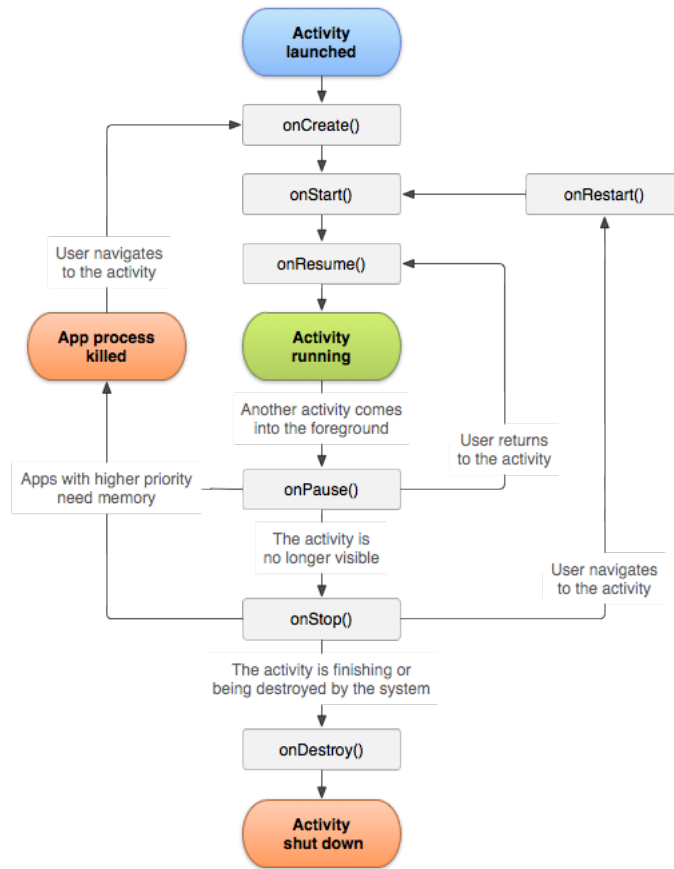 Activity
launched
onCreate()
onStart()
onRestart()
User navigates
to the activity
onResume()
App process
killed
Activity
running
Another activity comes
into the foreground
User returns
to the activity
Apps with higher priority
need memory
onPause()
The activity is
no longer visible
User navigates
to the activity
onStop()
The activity is finishing or
being destroyed by the system
onDestroy()
Activity
shut down